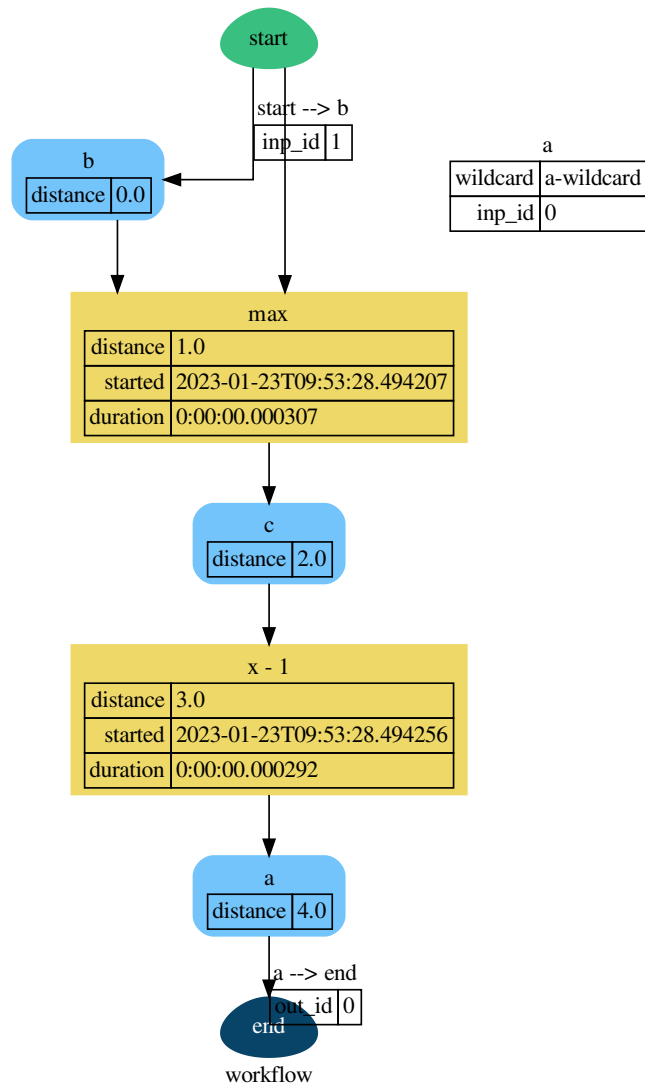 start
start --> b
inp_id 1
b
distance 0.0
a
wildcard a-wildcard
inp_id 0
max
distance 1.0
started 2023-01-23T09:53:28.494207
duration 0:00:00.000307
c
distance 2.0
x - 1
distance 3.0
started 2023-01-23T09:53:28.494256
duration 0:00:00.000292
a
distance 4.0
a --> end
out_id 0
end
workflow